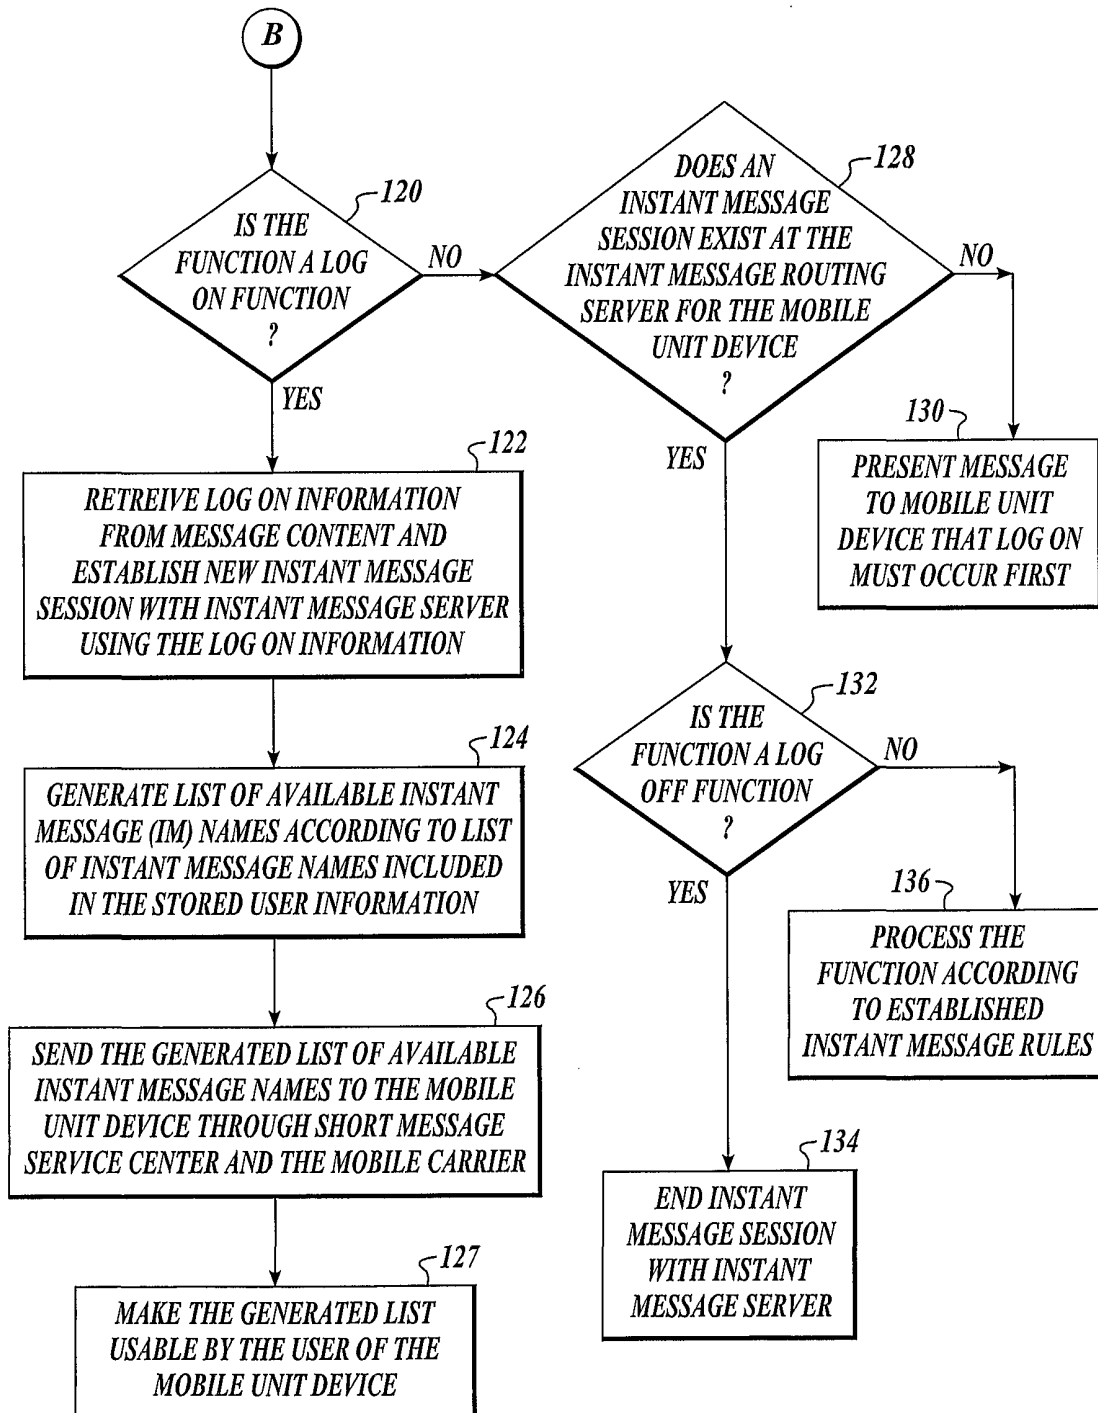 B
120
IS THE
FUNCTION A LOG
ON FUNCTION
?
NO
YES
128
DOES AN
INSTANT MESSAGE
SESSION EXIST AT THE
INSTANT MESSAGE ROUTING
SERVER FOR THE MOBILE
UNIT DEVICE
?
NO
YES
130
PRESENT MESSAGE
TO MOBILE UNIT
DEVICE THAT LOG ON
MUST OCCUR FIRST
122
RETREIVE LOG ON INFORMATION
FROM MESSAGE CONTENT AND
ESTABLISH NEW INSTANT MESSAGE
SESSION WITH INSTANT MESSAGE SERVER
USING THE LOG ON INFORMATION
124
GENERATE LIST OF AVAILABLE INSTANT
MESSAGE (IM) NAMES ACCORDING TO LIST
OF INSTANT MESSAGE NAMES INCLUDED
IN THE STORED USER INFORMATION
126
SEND THE GENERATED LIST OF AVAILABLE
INSTANT MESSAGE NAMES TO THE MOBILE
UNIT DEVICE THROUGH SHORT MESSAGE
SERVICE CENTER AND THE MOBILE CARRIER
127
MAKE THE GENERATED LIST
USABLE BY THE USER OF THE
MOBILE UNIT DEVICE
132
IS THE
FUNCTION A LOG
OFF FUNCTION
?
NO
YES
136
PROCESS THE
FUNCTION ACCORDING
TO ESTABLISHED
INSTANT MESSAGE RULES
134
END INSTANT
MESSAGE SESSION
WITH INSTANT
MESSAGE SERVER